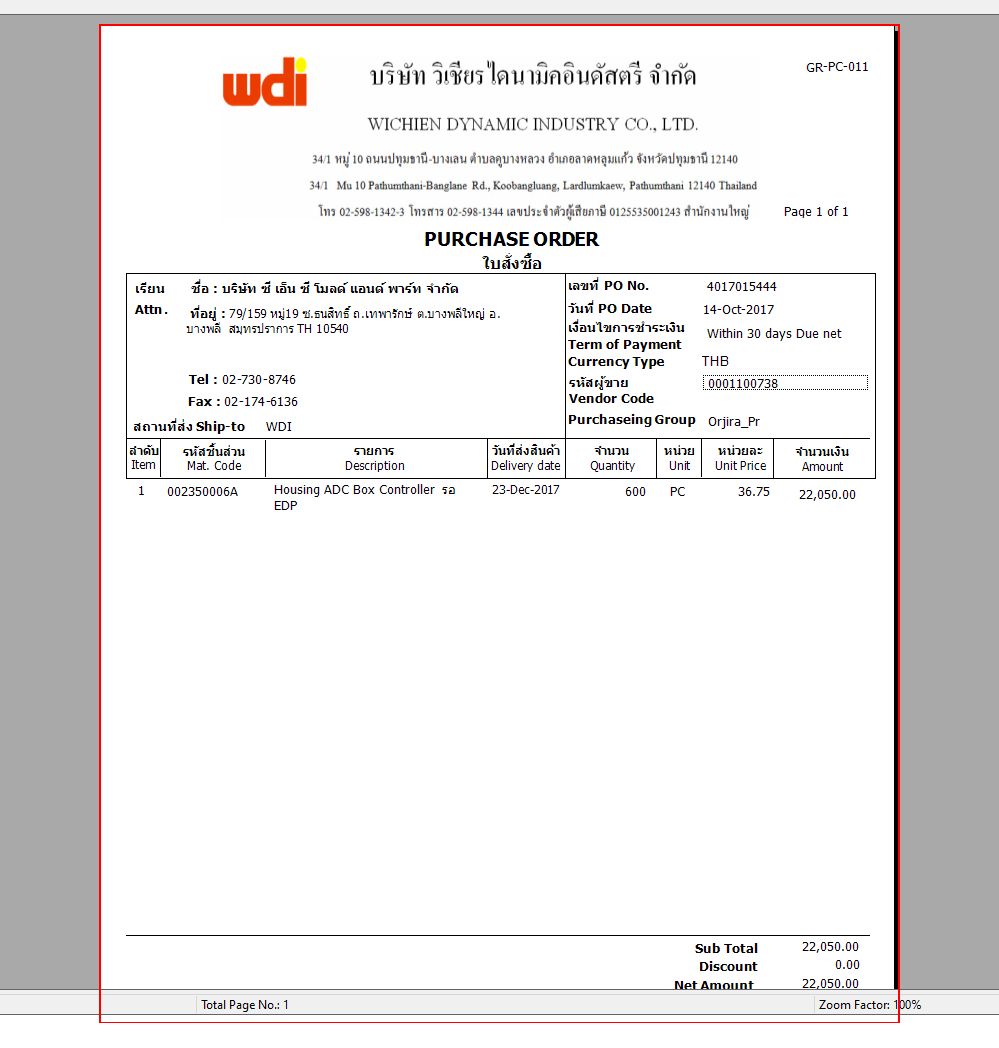 wdi
บริษัท วิเชียรไดนามิคอินดัสตรี จำกัด
GR-PC-011
WICHIEN DYNAMIC INDUSTRY CO., LTD.
34/1 หมู่ 10 ถนนปทุมธานี-บางเลน ตำบลคูบางหลวง อำเภอลาดหลุมแก้ว จังหวัดปทุมธานี 12140
34/1 Mu 10 Pathumthani-Banglane Rd., Koobangluang, Lardlumkaew, Pathumthani 12140 Thailand
โทร 02-598-1342-3 โทรสาร 02-598-1344 เลขประจำตัวผู้เสียภาษี 0125535001243 สำนักงานใหญ่
Page 1 of 1
PURCHASE ORDER
ใบสั่งซื้อ
เรียน ชื่อ : บริษัท ซี เอ็น ซี โมลด์ แอนด์ พาร์ท จำกัด
Attn. ที่อยู่ : 79/159 หมู่19 ซ.ธนสิทธิ์ ถ.เทพารักษ์ ต.บางพลีใหญ่ อ.
บางพลี สมุทรปราการ TH 10540
Tel : 02-730-8746
Fax : 02-174-6136
สถานที่ส่ง Ship-to WDI
เลขที่ PO No. 4017015444
วันที่ PO Date 14-Oct-2017
เงื่อนไขการชำระเงิน
Term of Payment Within 30 days Due net
Currency Type THB
รหัสผู้ขาย 0001100738
Vendor Code
Purchaseing Group Orjira_Pr
ลำดับ รหัสชิ้นส่วน รายการ วันที่ส่งสินค้า จำนวน หน่วย หน่วยละ จำนวนเงิน
Item Mat. Code Description Delivery date Quantity Unit Unit Price Amount
1 002350006A Housing ADC Box Controller รอ 23-Dec-2017 600 PC 36.75 22,050.00
EDP
Sub Total 22,050.00
Discount 0.00
Net Amount 22,050.00
Total Page No.: 1 Zoom Factor: 100%